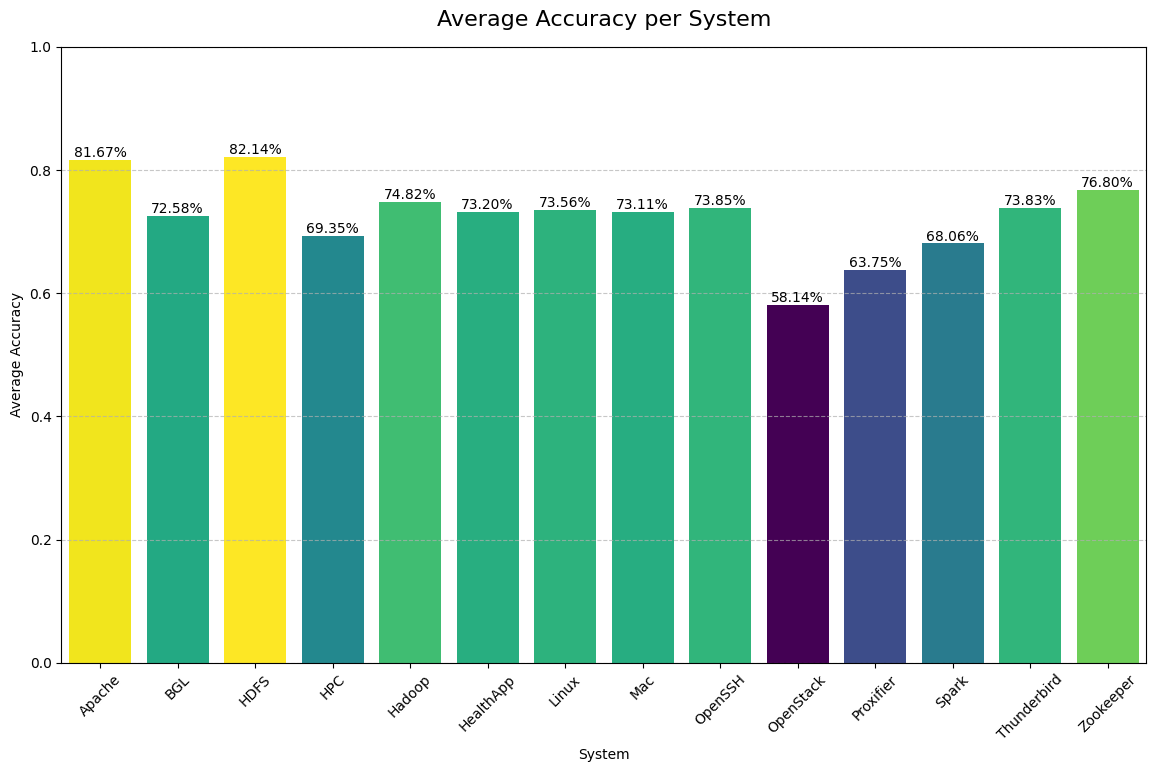 Average Accuracy per System
1.0
0.8
0.6
0.4
0.2
0.0
Average Accuracy
81.67%
72.58%
82.14%
69.35%
74.82%
73.20%
73.56%
73.11%
73.85%
58.14%
63.75%
68.06%
73.83%
76.80%
Apache
BGL
HDFS
HPC
Hadoop
HealthApp
Linux
Mac
OpenSSH
OpenStack
Proxifier
Spark
Thunderbird
Zookeeper
System